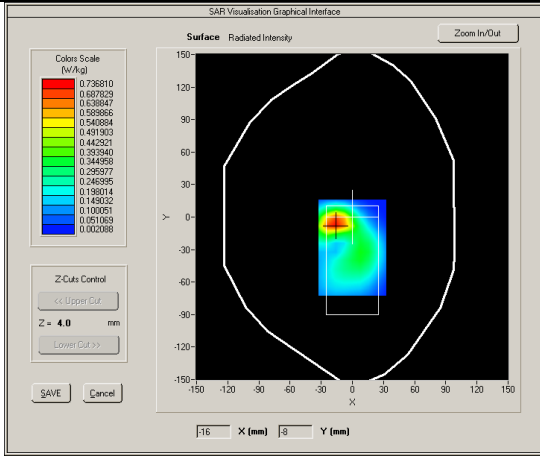 SAR Visualisation Graphical Interface
Surface Radiated Intensity
Zoom In/Out
Colors Scale
(W/kg)
0.736810
0.687829
0.638847
0.589866
0.540884
0.491903
0.442921
0.393940
0.344958
0.295977
0.246995
0.198014
0.149032
0.100051
0.051069
0.002088
150
120
90
60
30
0
-30
-60
-90
-120
-150
Y
-150 -120 -90 -60 -30 0 30 60 90 120 150
X
Z-Cuts Control
<< Upper Cut
Z = 4.0 mm
Lower Cut >>
SAVE Cancel
-16 X (mm) -8 Y (mm)